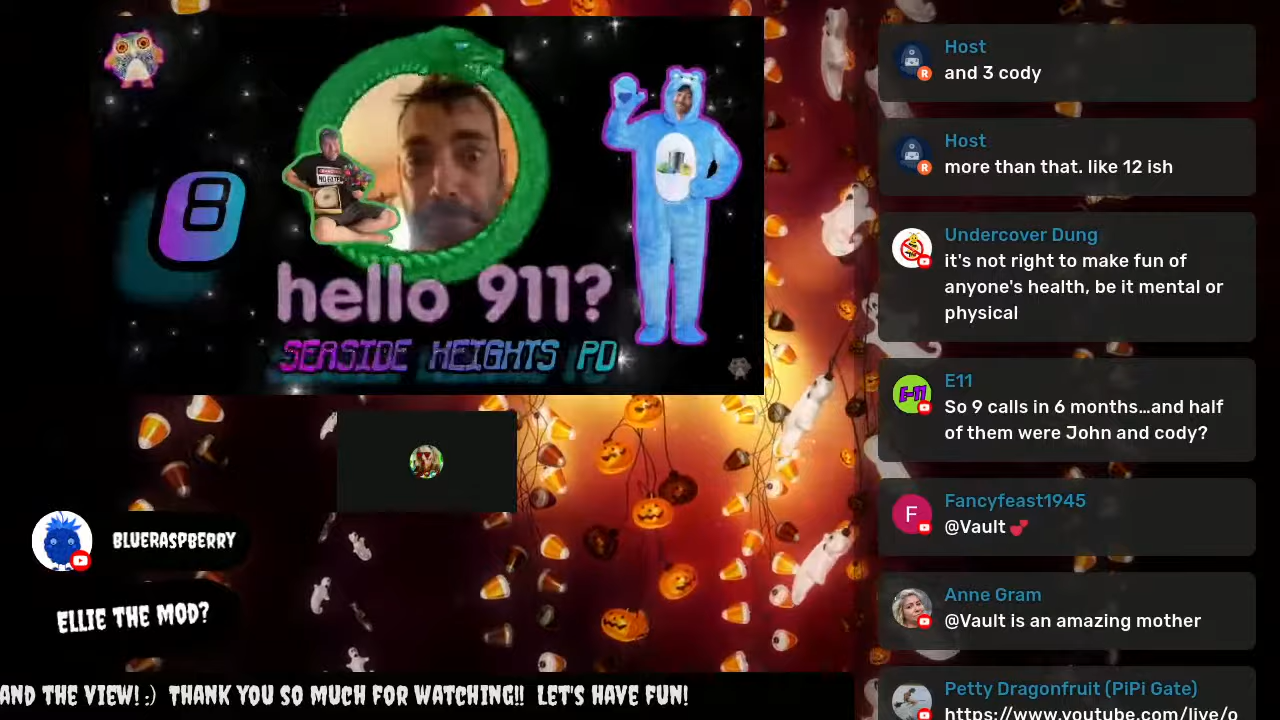 8
hello 911?
SEASIDE HEIGHTS PD
BLUERASPBERRY
ELLIE THE MOD?
AND THE VIEW! :) THANK YOU SO MUCH FOR WATCHING!! LET'S HAVE FUN!
Host
and 3 cody
Host
more than that. like 12 ish
Undercover Dung
it's not right to make fun of
anyone's health, be it mental or
physical
E11
So 9 calls in 6 months...and half
of them were John and cody?
F
Fancyfeast1945
@Vault 💕
Anne Gram
@Vault is an amazing mother
Petty Dragonfruit (PiPi Gate)
https://www.youtube.com/live/o